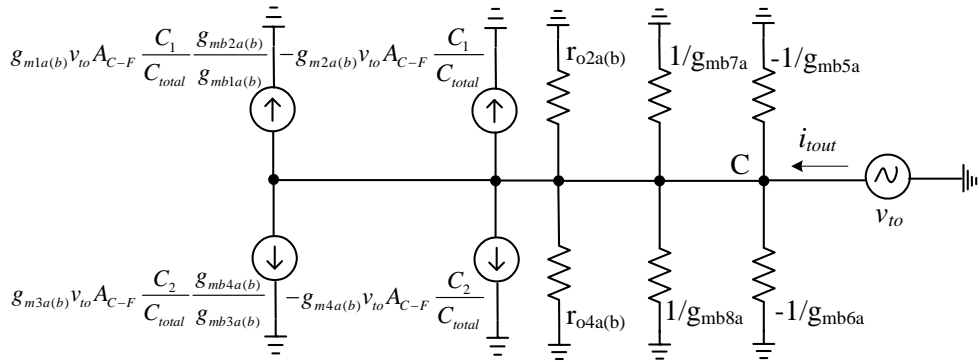 g_{m1a(b)} v_{to} A_{C-F} \frac{C_1}{C_{total}} \frac{g_{mb2a(b)}}{g_{mb1a(b)}}
-g_{m2a(b)} v_{to} A_{C-F} \frac{C_1}{C_{total}}
r_{o2a(b)}
1/g_{mb7a}
-1/g_{mb5a}
C
i_{tout}
v_{to}
g_{m3a(b)} v_{to} A_{C-F} \frac{C_2}{C_{total}} \frac{g_{mb4a(b)}}{g_{mb3a(b)}}
-g_{m4a(b)} v_{to} A_{C-F} \frac{C_2}{C_{total}}
r_{o4a(b)}
1/g_{mb8a}
-1/g_{mb6a}